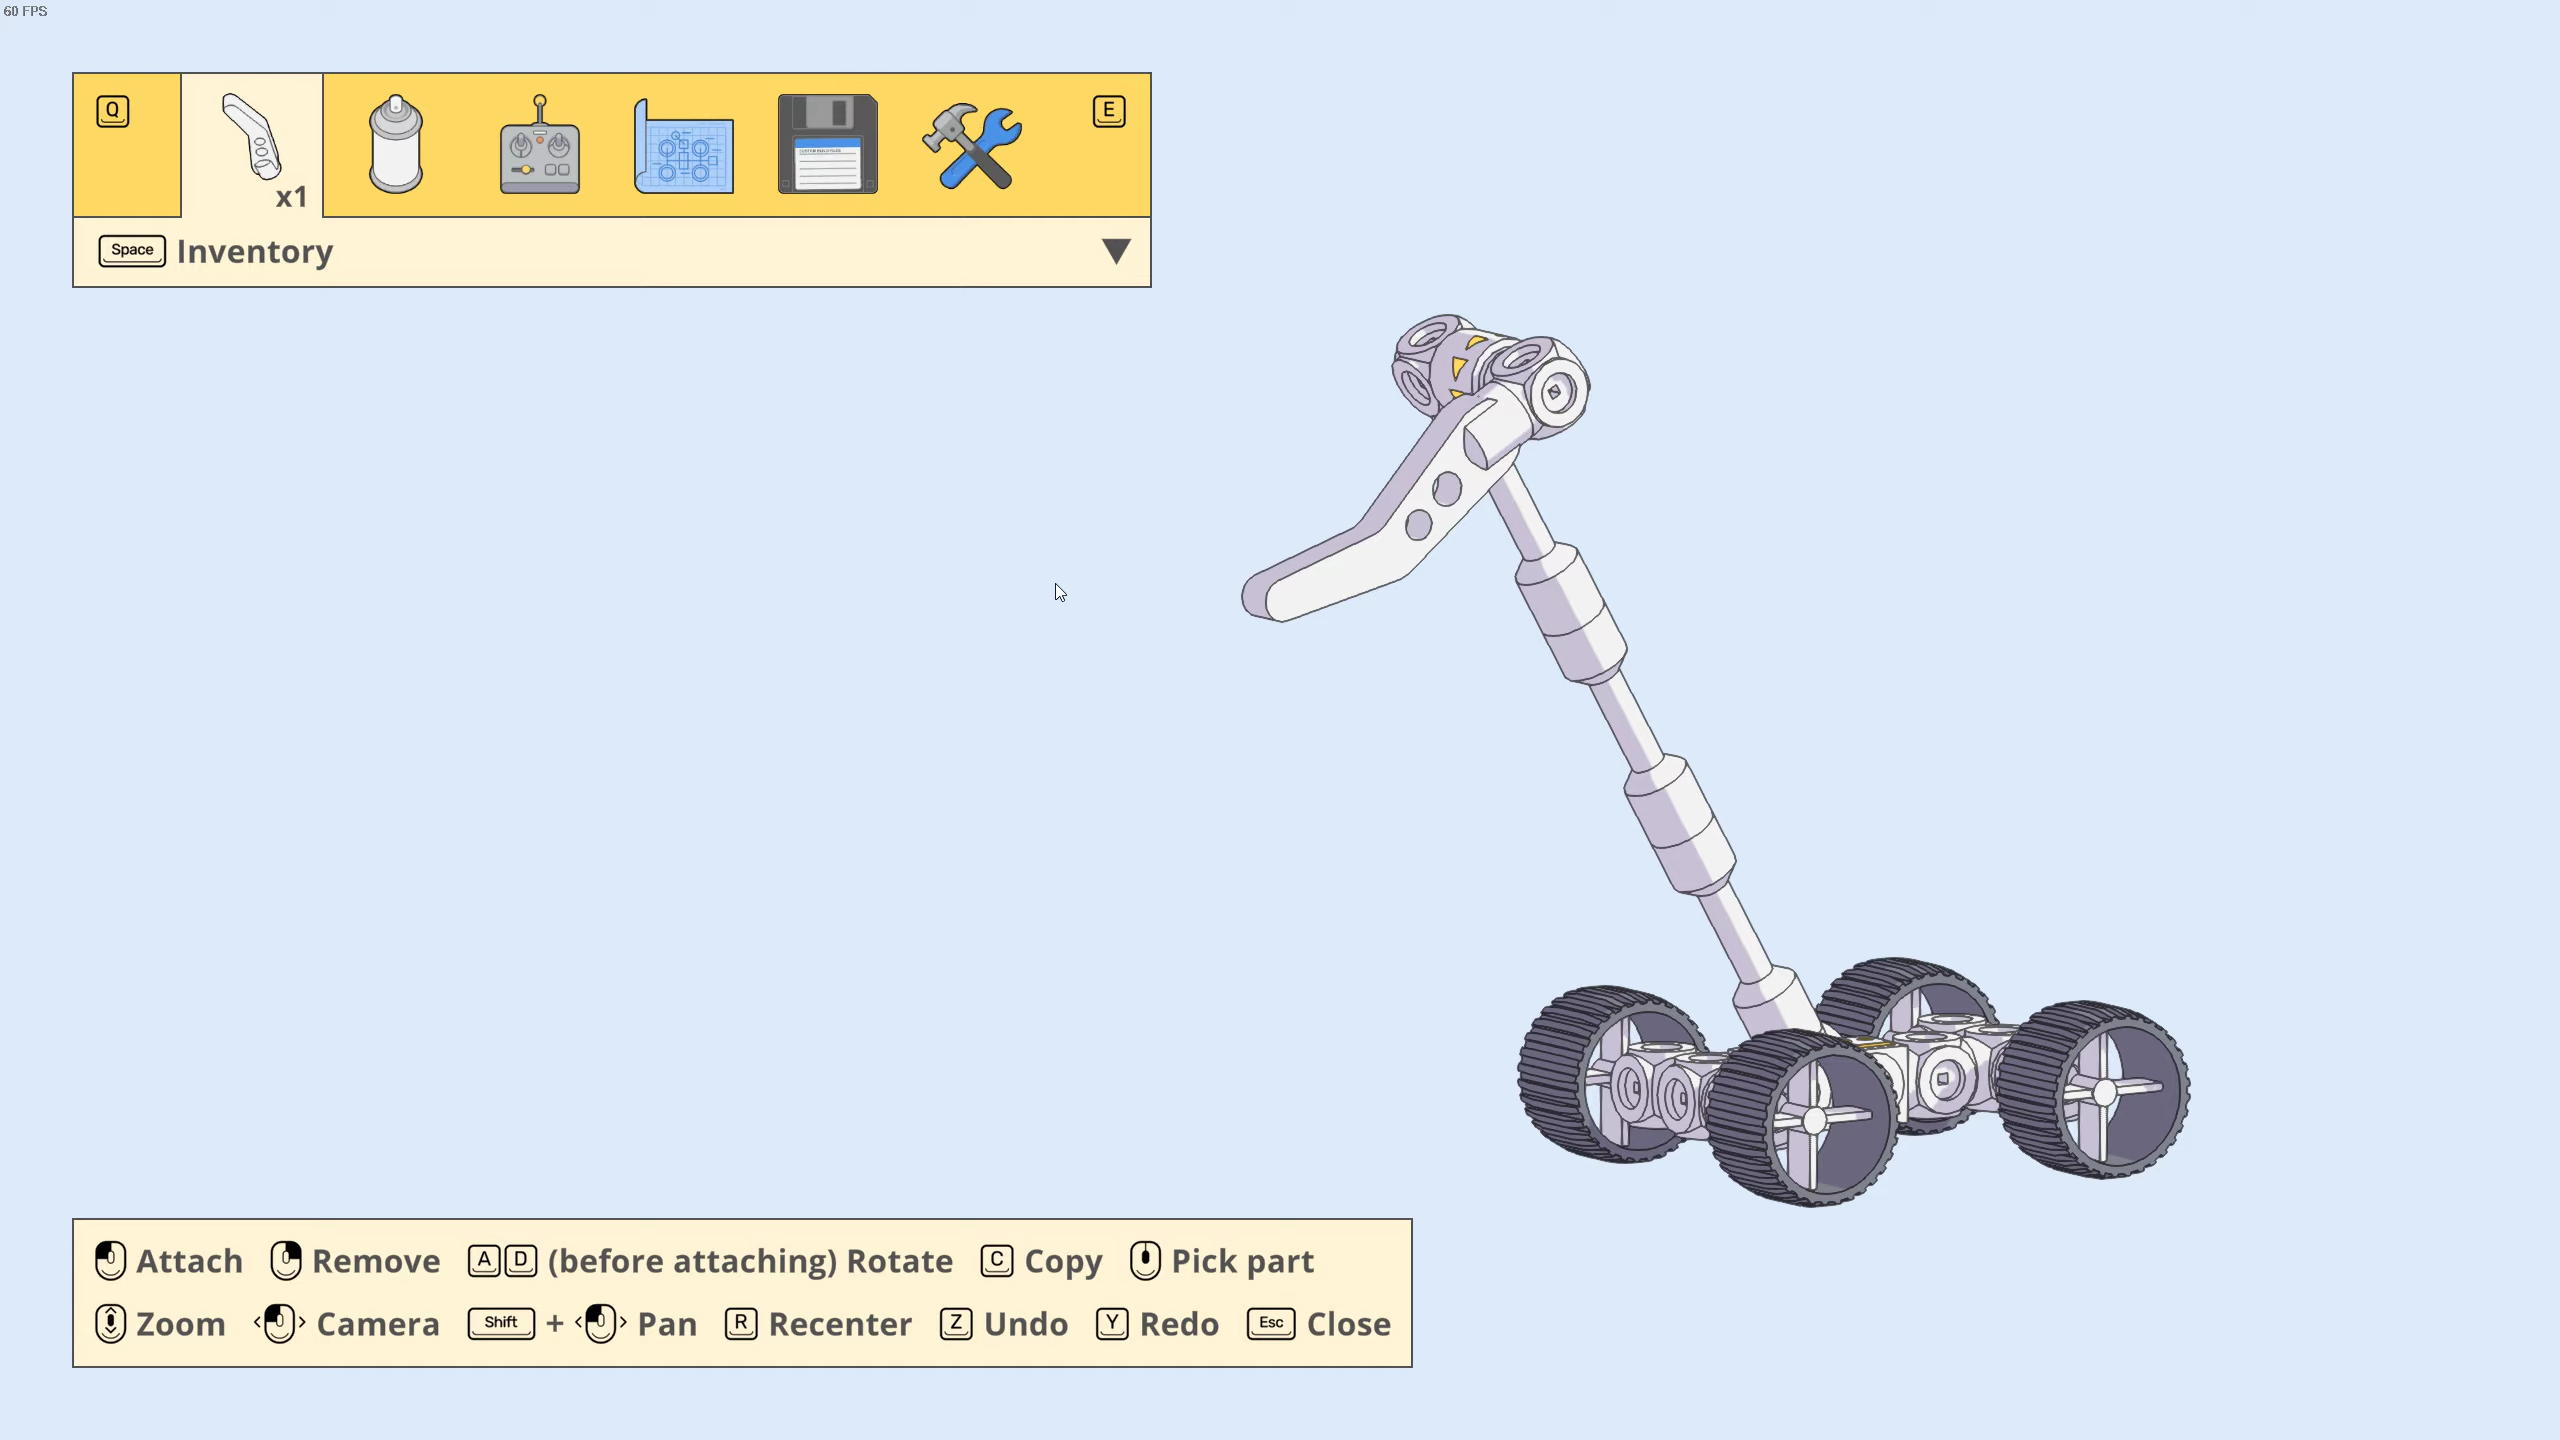 60 FPS
Q
E
x1
Space Inventory
Attach Remove A D (before attaching) Rotate C Copy Pick part
Zoom Camera Shift + Pan R Recenter Z Undo Y Redo Esc Close